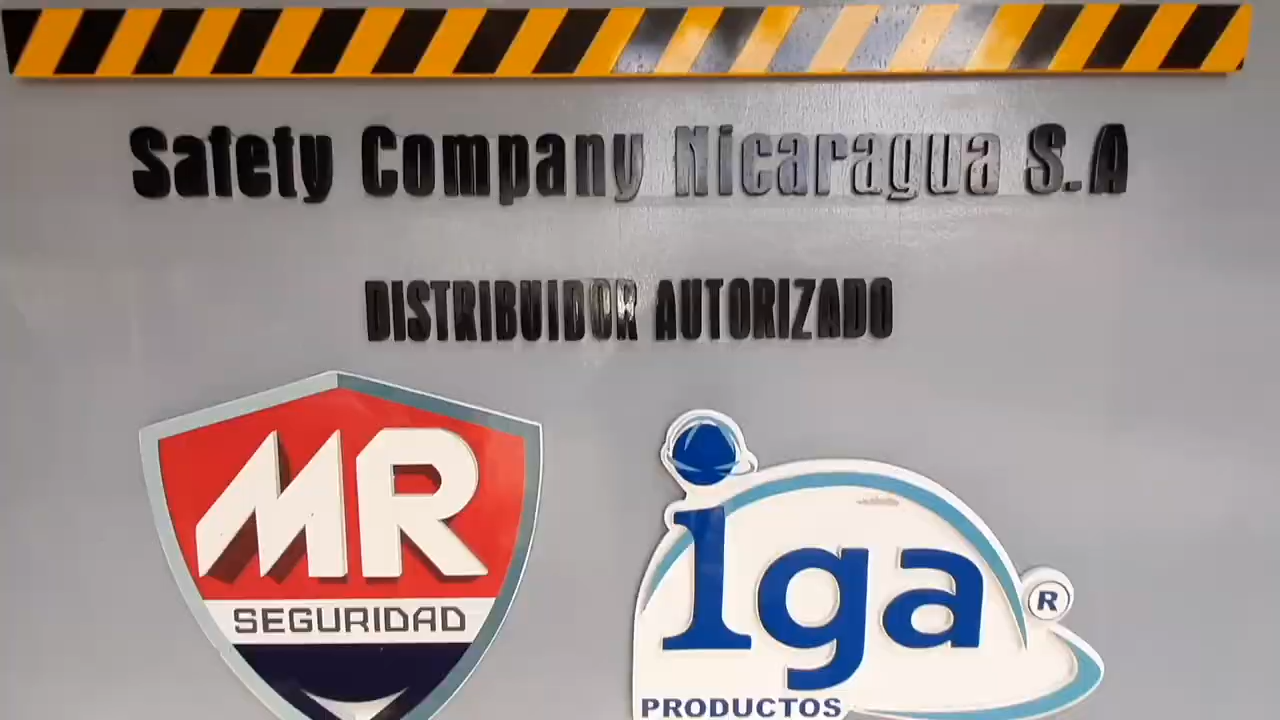 Safety Company Nicaragua S.A
DISTRIBUIDOR AUTORIZADO
MR
SEGURIDAD
iga
®
PRODUCTOS